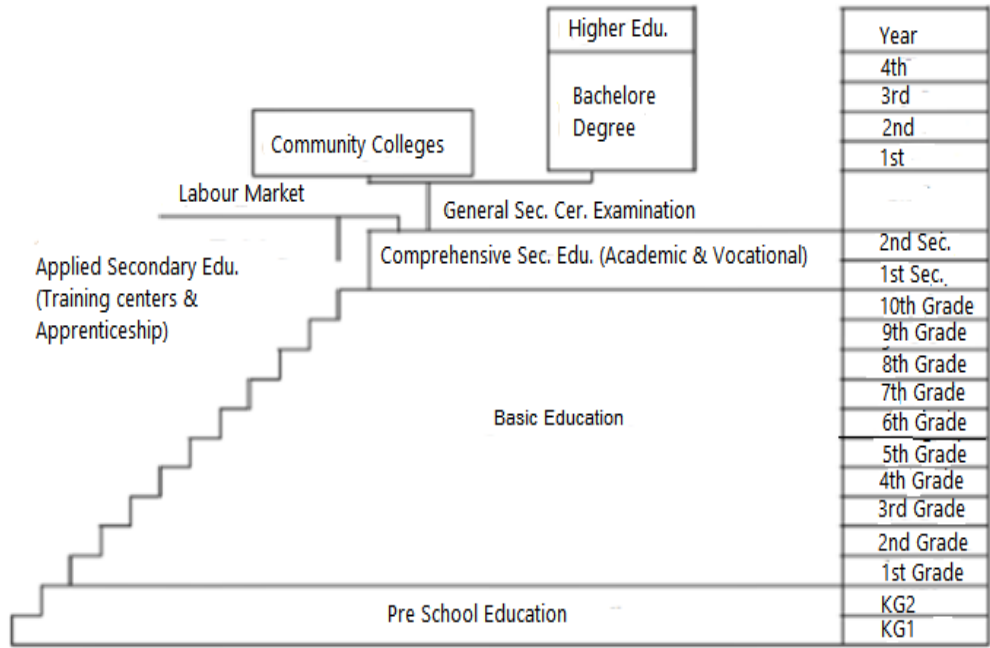 Higher Edu.
Bachelore
Degree
Community Colleges
Labour Market
General Sec. Cer. Examination
Comprehensive Sec. Edu. (Academic & Vocational)
Applied Secondary Edu.
(Training centers &
Apprenticeship)
Basic Education
Pre School Education
Year
4th
3rd
2nd
1st
2nd Sec.
1st Sec.
10th Grade
9th Grade
8th Grade
7th Grade
6th Grade
5th Grade
4th Grade
3rd Grade
2nd Grade
1st Grade
KG2
KG1